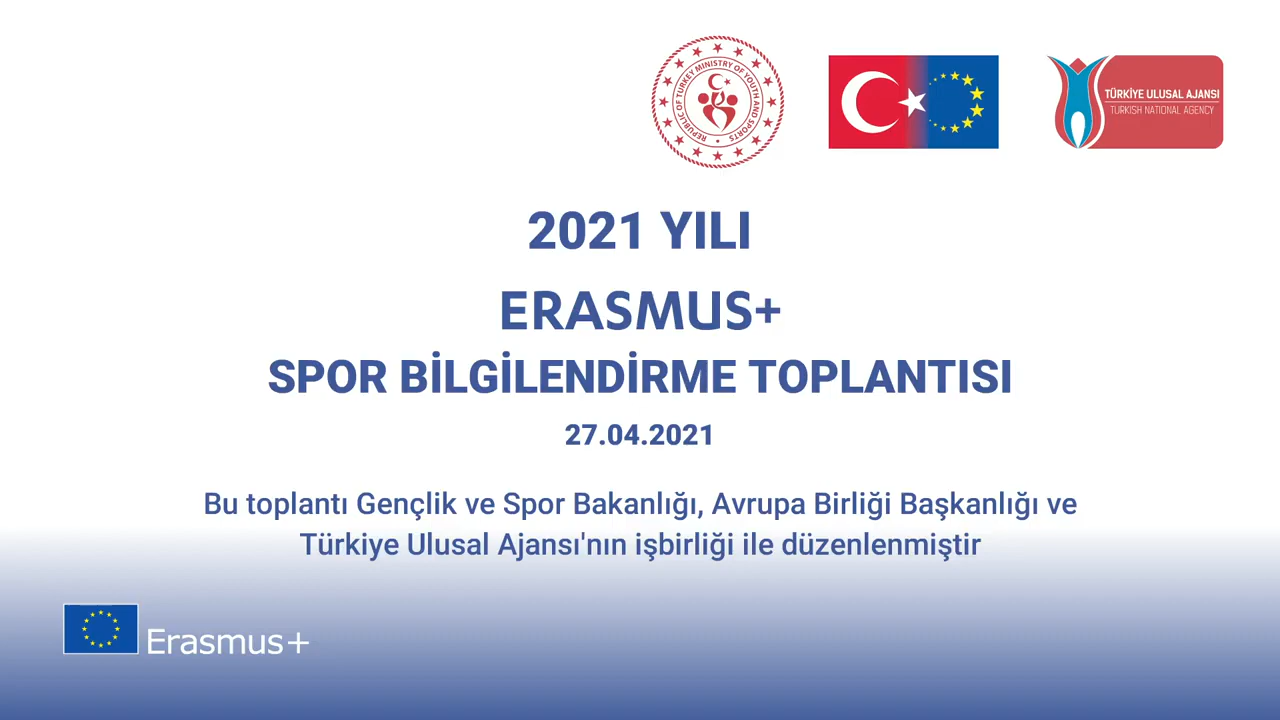 REPUBLIC OF TURKEY MINISTRY OF YOUTH AND SPORTS
TÜRKİYE ULUSAL AJANSI
TURKISH NATIONAL AGENCY
2021 YILI
ERASMUS+
SPOR BİLGİLENDİRME TOPLANTISI
27.04.2021
Bu toplantı Gençlik ve Spor Bakanlığı, Avrupa Birliği Başkanlığı ve
Türkiye Ulusal Ajansı'nın işbirliği ile düzenlenmiştir
Erasmus+